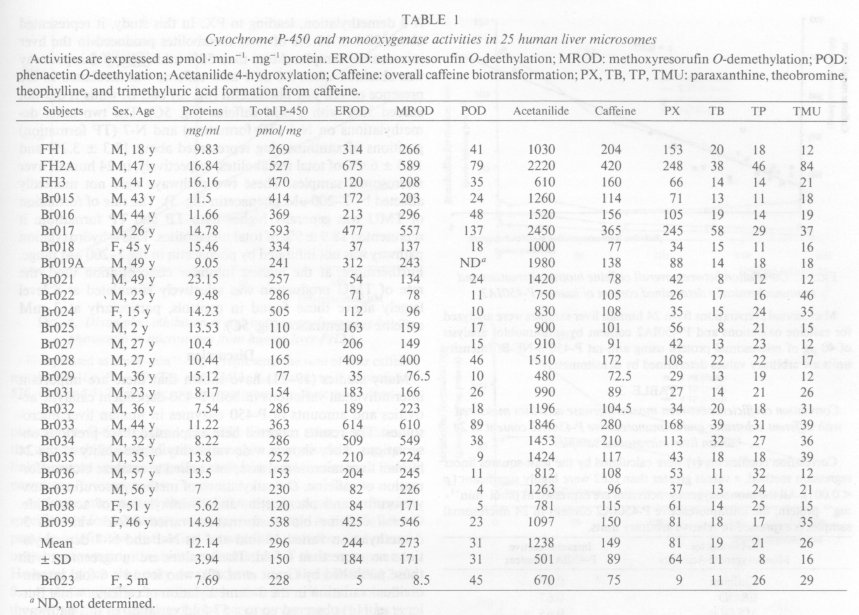 TABLE 1
Cytochrome P-450 and monooxygenase activities in 25 human liver microsomes
Activities are expressed as pmol·min⁻¹·mg⁻¹ protein. EROD: ethoxyresorufin O-deethylation; MROD: methoxyresorufin O-demethylation; POD:
phenacetin O-deethylation; Acetanilide 4-hydroxylation; Caffeine: overall caffeine biotransformation; PX, TB, TP, TMU: paraxanthine, theobromine,
theophylline, and trimethyluric acid formation from caffeine.
Subjects Sex, Age Proteins Total P-450 EROD MROD POD Acetanilide Caffeine PX TB TP TMU
mg/ml pmol/mg
FH1 M, 18 y 9.83 269 314 266 41 1030 204 153 20 18 12
FH2A M, 47 y 16.84 527 675 589 79 2220 420 248 38 46 84
FH3 M, 41 y 16.16 470 120 208 35 610 160 66 14 14 21
Br015 M, 43 y 11.5 414 172 203 24 1260 114 71 13 11 18
Br016 M, 44 y 11.66 369 213 296 48 1520 156 105 19 14 19
Br017 M, 26 y 14.78 593 477 557 137 2450 365 245 58 29 37
Br018 F, 45 y 15.46 334 37 137 18 1000 77 34 15 11 16
Br019A M, 49 y 9.05 241 312 243 NDᵃ 1980 138 88 14 18 18
Br021 M, 49 y 23.15 257 54 134 24 1420 78 42 8 12 12
Br022 M, 23 y 9.48 286 71 78 11 750 105 26 17 16 46
Br024 F, 15 y 14.23 505 112 96 15 830 108 35 15 24 35
Br025 M, 2 y 13.53 110 113 163 17 900 101 56 8 21 15
Br027 M, 27 y 10.4 100 206 149 15 910 91 42 13 23 12
Br028 M, 27 y 10.44 165 409 400 46 1510 172 108 22 22 17
Br029 M, 36 y 15.12 77 35 76.5 10 480 72.5 29 13 19 12
Br031 M, 23 y 8.17 154 183 166 26 990 89 27 14 21 26
Br032 M, 36 y 7.54 286 189 223 18 1196 104.5 34 20 18 31
Br033 M, 44 y 11.22 363 614 610 89 1846 280 168 36 31 39
Br034 M, 32 y 8.22 286 509 549 38 1453 210 113 32 27 36
Br035 M, 38 y 13.8 252 210 224 9 1424 117 43 18 18 39
Br036 M, 57 y 13.5 153 204 245 12 812 108 53 11 32 12
Br037 M, 56 y 7 230 82 226 4 1263 96 37 14 24 21
Br038 F, 51 y 5.62 120 84 171 5 781 115 61 14 25 15
Br039 F, 46 y 14.94 538 425 546 23 1097 150 81 18 17 35
Mean 12.14 296 244 273 31 1238 149 81 19 21 26
± SD 3.94 150 184 171 31 501 89 64 11 8 16
Br023 F, 5 m 7.69 228 5 8.5 45 670 75 9 11 26 29
ᵃ ND, not determined.